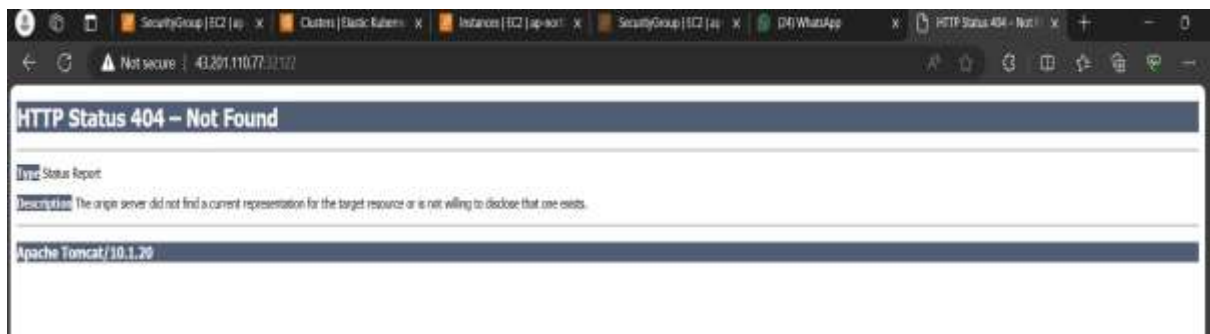 SecurityGroup | EC2 | ap
Clusters | Elastic Kubern
Instances | EC2 | ap-nort
SecurityGroup | EC2 | ap
(24) WhatsApp
HTTP Status 404 – Not F
Not secure | 43.201.110.77
HTTP Status 404 – Not Found
Type Status Report
Description The origin server did not find a current representation for the target resource or is not willing to disclose that one exists.
Apache Tomcat/10.1.20